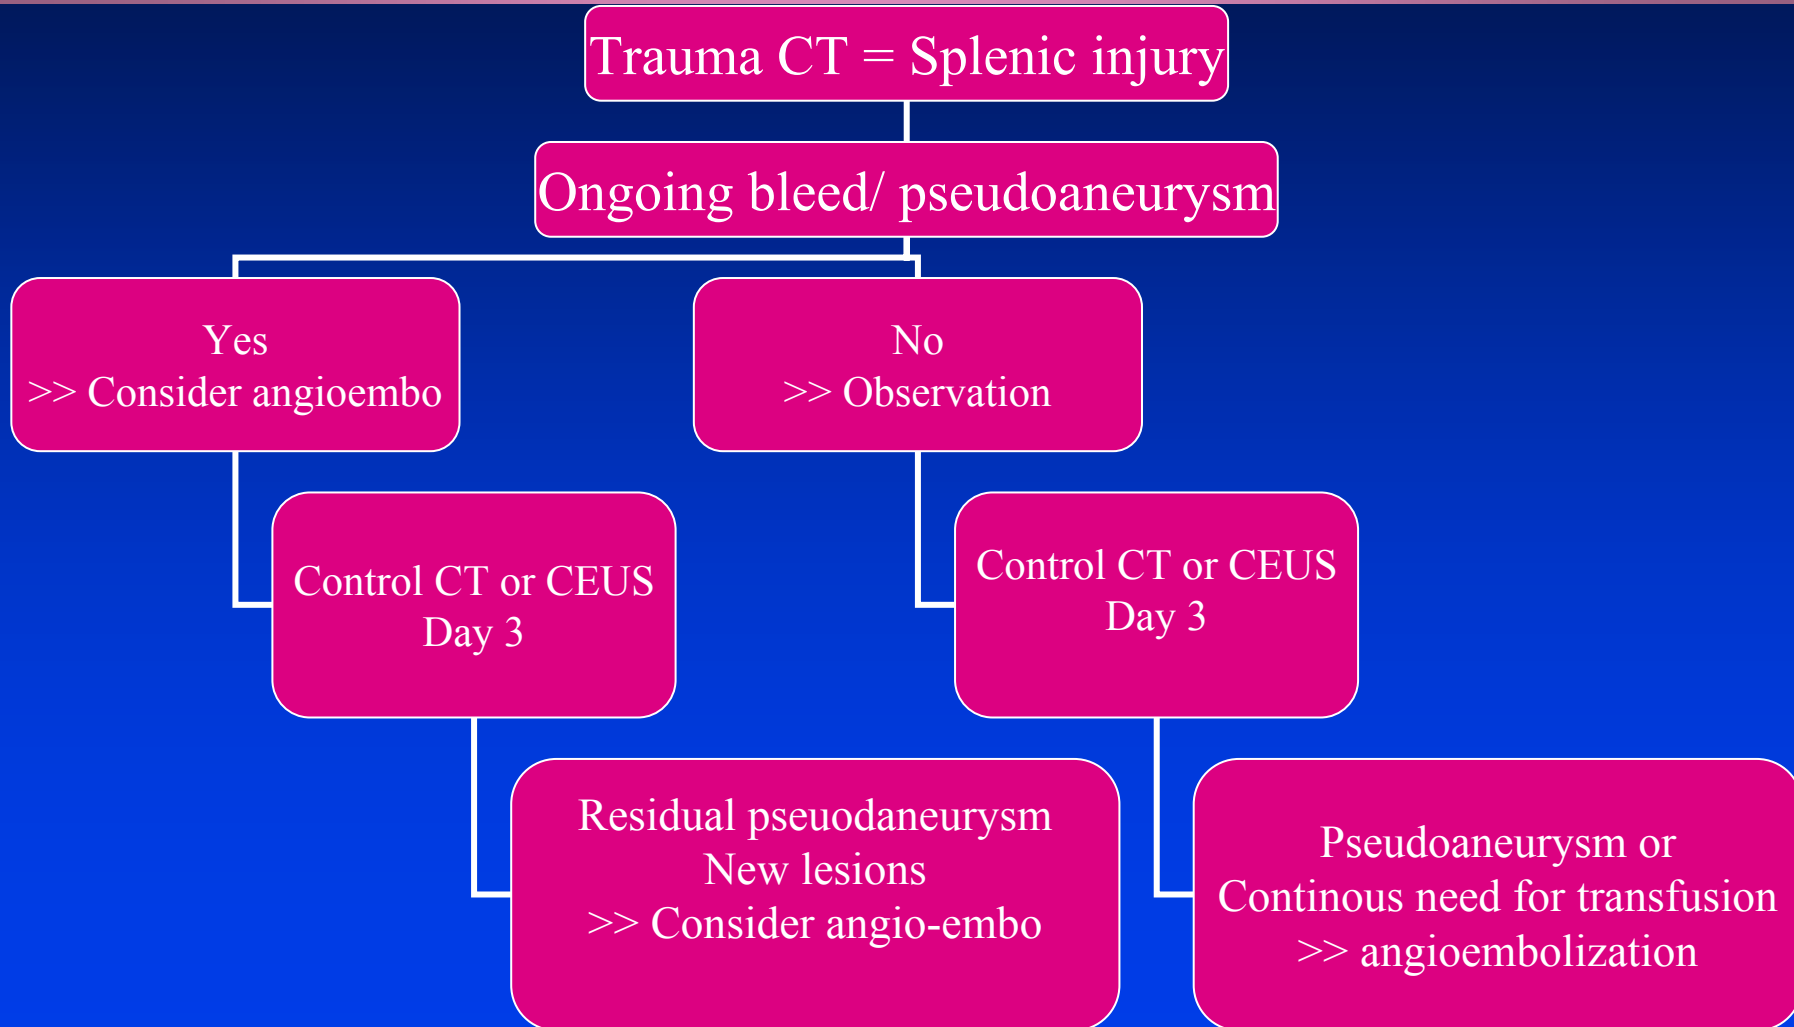 Trauma CT = Splenic injury
Ongoing bleed/ pseudoaneurysm
Yes
>> Consider angioembo
No
>> Observation
Control CT or CEUS
Day 3
Control CT or CEUS
Day 3
Residual pseuodaneurysm
New lesions
>> Consider angio-embo
Pseudoaneurysm or
Continous need for transfusion
>> angioembolization